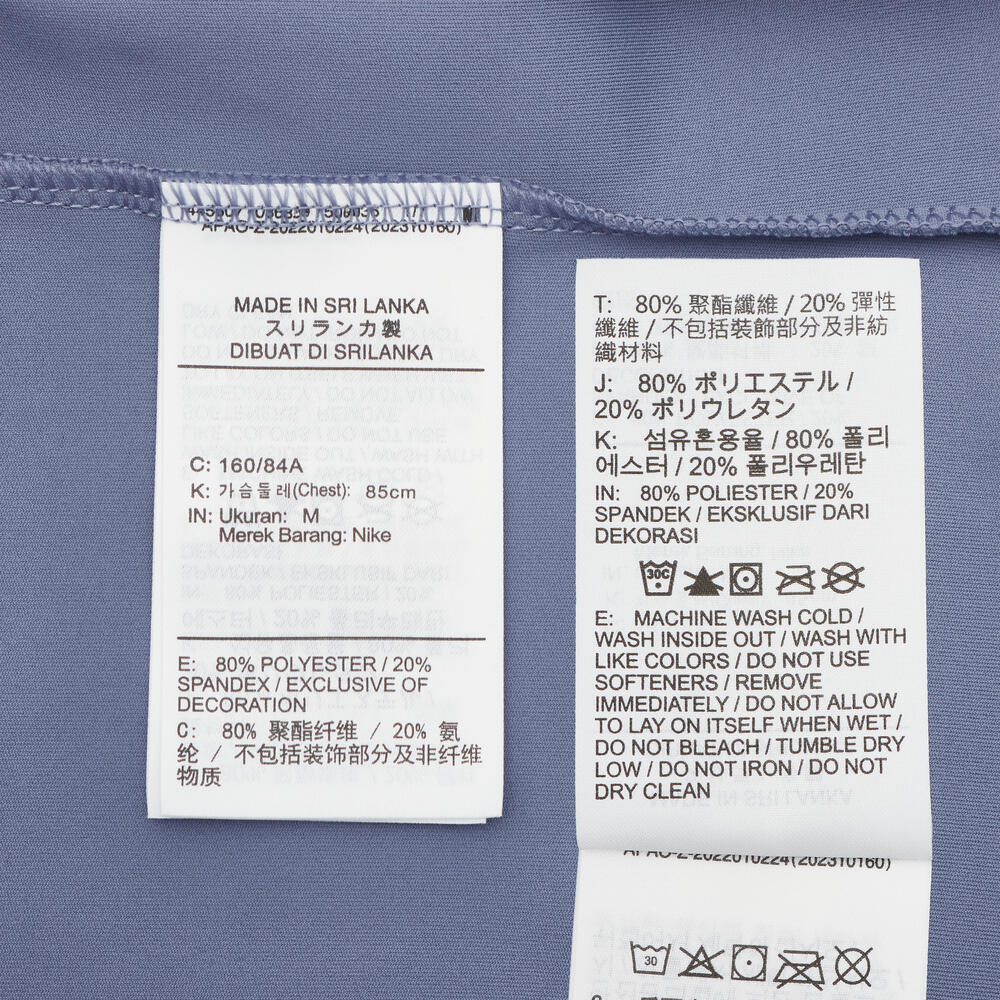 APAO-Z-2022010224(202310160)
MADE IN SRI LANKA
スリランカ製
DIBUAT DI SRILANKA
C: 160/84A
K: 가슴둘레(Chest): 85cm
IN: Ukuran: M
Merek Barang: Nike
E: 80% POLYESTER / 20%
SPANDEX / EXCLUSIVE OF
DECORATION
C: 80% 聚酯纤维 / 20% 氨
纶 / 不包括装饰部分及非纤维
物质
T: 80% 聚酯纖維 / 20% 彈性
纖維 / 不包括裝飾部分及非紡
織材料
J: 80% ポリエステル /
20% ポリウレタン
K: 섬유혼용율 / 80% 폴리
에스터 / 20% 폴리우레탄
IN: 80% POLIESTER / 20%
SPANDEK / EKSKLUSIF DARI
DEKORASI
30C
E: MACHINE WASH COLD /
WASH INSIDE OUT / WASH WITH
LIKE COLORS / DO NOT USE
SOFTENERS / REMOVE
IMMEDIATELY / DO NOT ALLOW
TO LAY ON ITSELF WHEN WET /
DO NOT BLEACH / TUMBLE DRY
LOW / DO NOT IRON / DO NOT
DRY CLEAN
APAO-Z-2022010224(202310160)
30